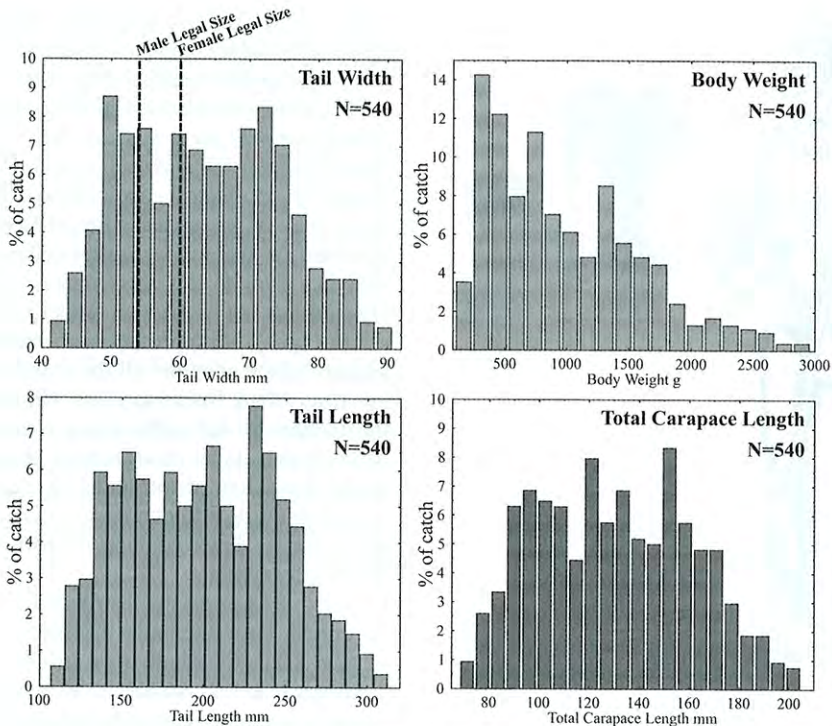 Male Legal Size
Female Legal Size
Tail Width
N=540
% of catch
10
9
8
7
6
5
4
3
2
1
0
40 50 60 70 80 90
Tail Width mm
Body Weight
N=540
% of catch
14
12
10
8
6
4
2
0
500 1000 1500 2000 2500 3000
Body Weight g
Tail Length
N=540
% of catch
8
7
6
5
4
3
2
1
0
100 150 200 250 300
Tail Length mm
Total Carapace Length
N=540
% of catch
10
9
8
7
6
5
4
3
2
1
0
80 100 120 140 160 180 200
Total Carapace Length mm